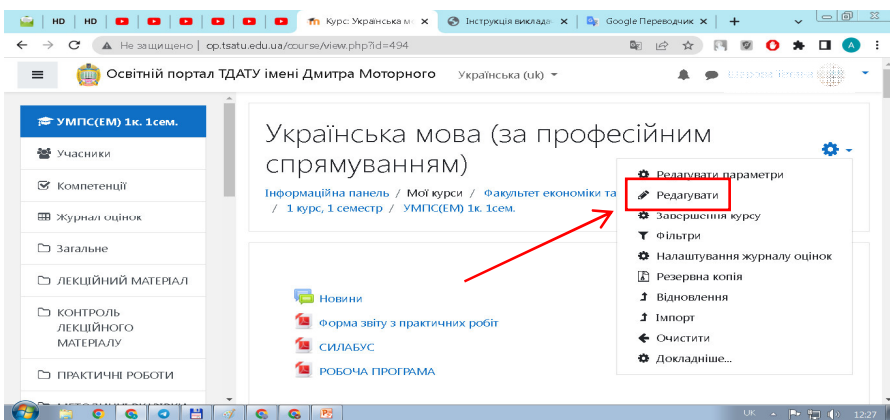 HD
HD
Курс: Українська м
Інструкція виклада
Google Переводчик
Не защищено
op.tsatu.edu.ua/course/view.php?id=494
A
Освітній портал ТДАТУ імені Дмитра Моторного
Українська (uk)
УМПС(ЕМ) 1к. 1сем.
Учасники
Компетенції
Журнал оцінок
Загальне
ЛЕКЦІЙНИЙ МАТЕРІАЛ
КОНТРОЛЬ
ЛЕКЦІЙНОГО
МАТЕРІАЛУ
ПРАКТИЧНІ РОБОТИ
Українська мова (за професійним
спрямуванням)
Інформаційна панель / Мої курси / Факультет економіки та
/ 1 курс, 1 семестр / УМПС(ЕМ) 1к. 1сем.
Редагувати параметри
Редагувати
Завершення курсу
Фільтри
Налаштування журналу оцінок
Резервна копія
Відновлення
Імпорт
Очистити
Докладніше...
Новини
Форма звіту з практичних робіт
СИЛАБУС
РОБОЧА ПРОГРАМА
UK
12:27